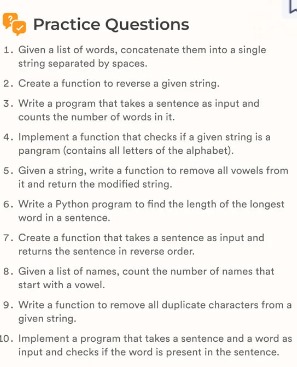 Practice Questions
1. Given a list of words, concatenate them into a single
string separated by spaces.
2. Create a function to reverse a given string.
3. Write a program that takes a sentence as input and
counts the number of words in it.
4. Implement a function that checks if a given string is a
pangram (contains all letters of the alphabet).
5. Given a string, write a function to remove all vowels from
it and return the modified string.
6. Write a Python program to find the length of the longest
word in a sentence.
7. Create a function that takes a sentence as input and
returns the sentence in reverse order.
8. Given a list of names, count the number of names that
start with a vowel.
9. Write a function to remove all duplicate characters from a
given string.
10. Implement a program that takes a sentence and a word as
input and checks if the word is present in the sentence.